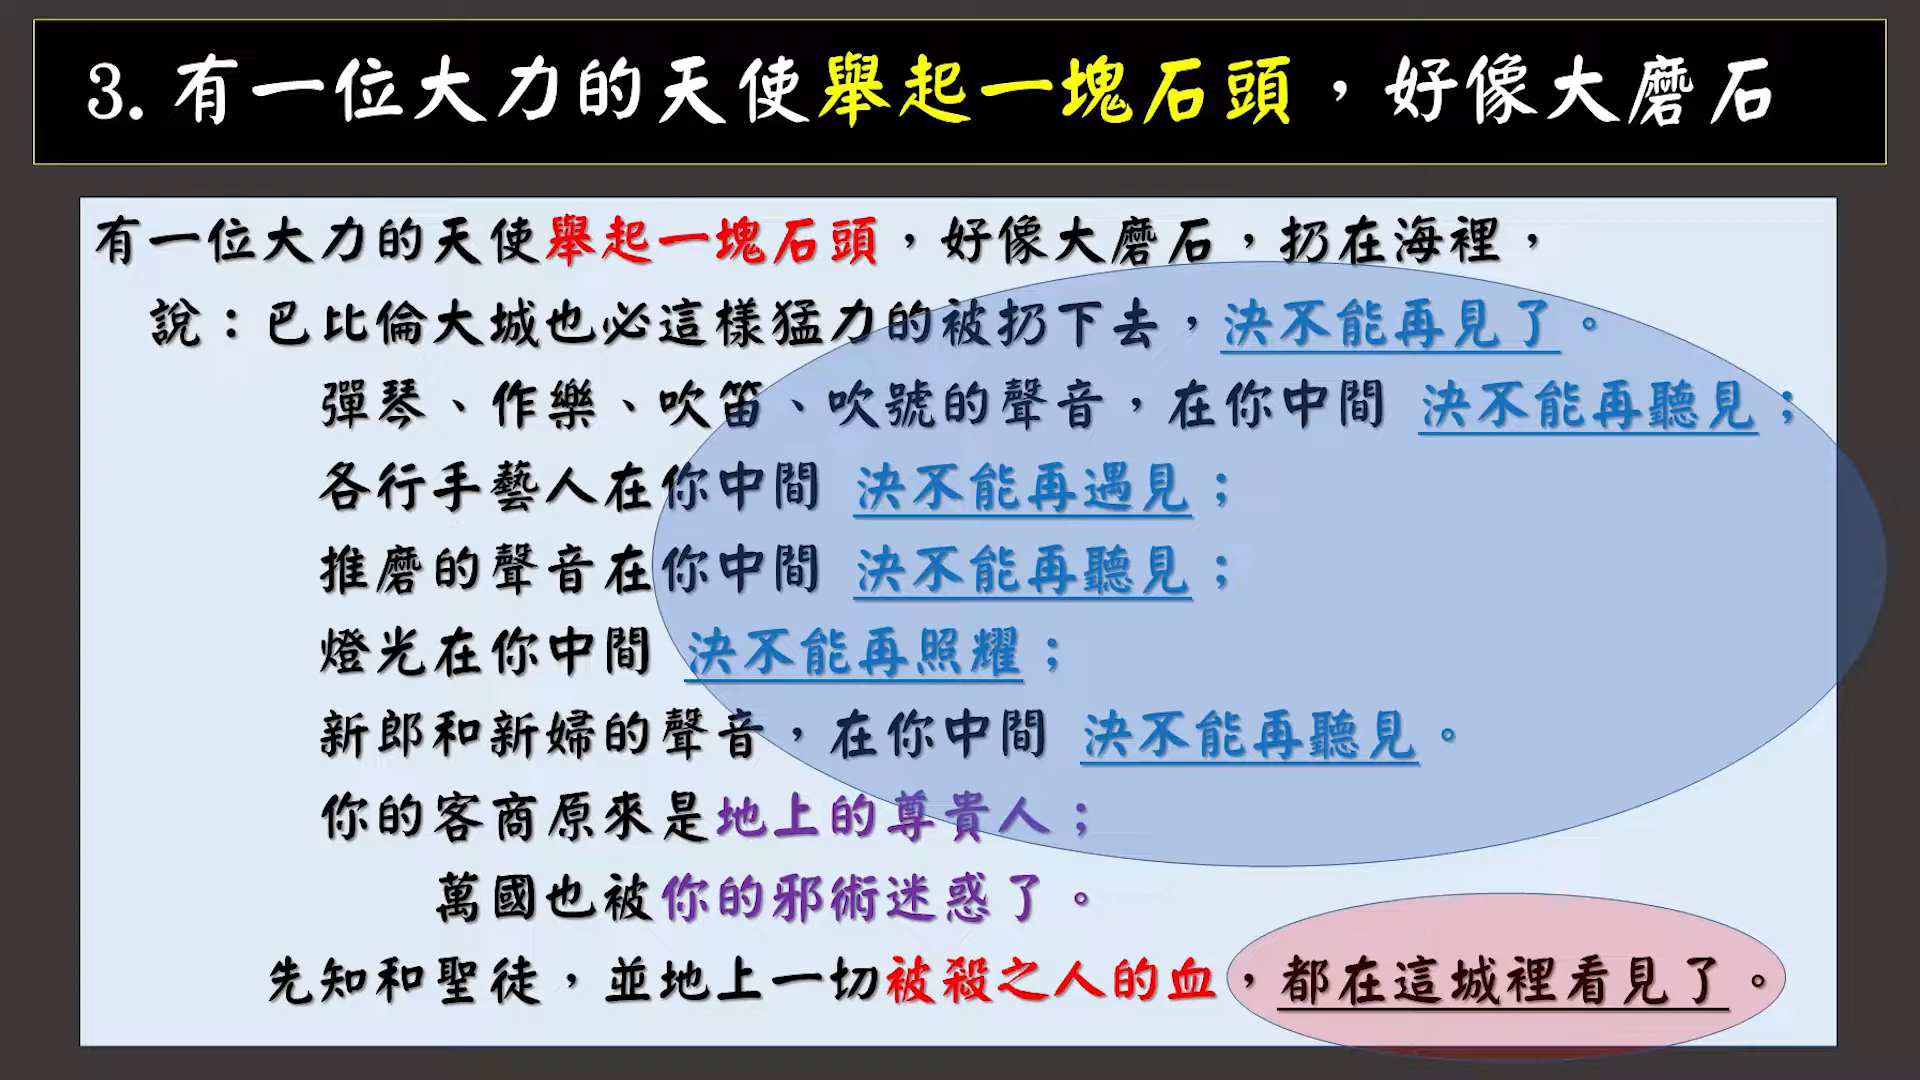 3. 有一位大力的天使舉起一塊石頭，好像大磨石
有一位大力的天使舉起一塊石頭，好像大磨石，扔在海裡，
說：巴比倫大城也必這樣猛力的被扔下去，決不能再見了。
彈琴、作樂、吹笛、吹號的聲音，在你中間 決不能再聽見；
各行手藝人在你中間 決不能再遇見；
推磨的聲音在你中間 決不能再聽見；
燈光在你中間 決不能再照耀；
新郎和新婦的聲音，在你中間 決不能再聽見。
你的客商原來是地上的尊貴人；
萬國也被你的邪術迷惑了。
先知和聖徒，並地上一切被殺之人的血，都在這城裡看見了。